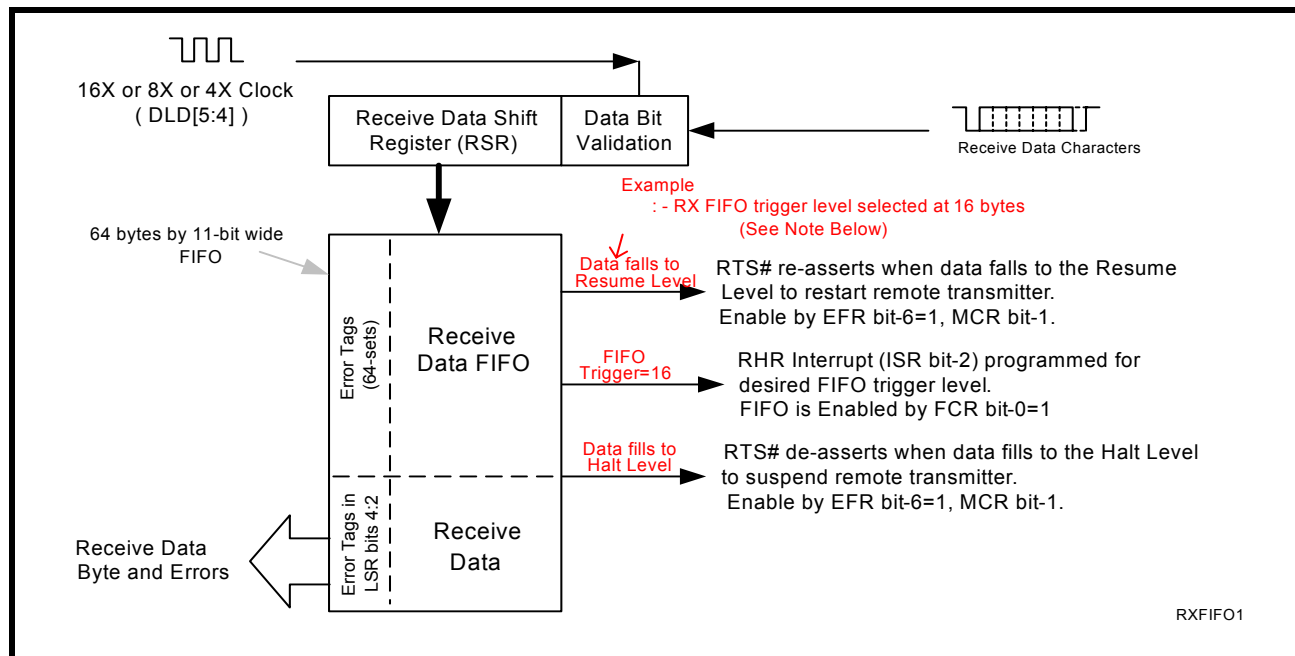 16X or 8X or 4X Clock
( DLD[5:4] )
Receive Data Shift
Register (RSR)
Data Bit
Validation
Receive Data Characters
Example
: - RX FIFO trigger level selected at 16 bytes
(See Note Below)
64 bytes by 11-bit wide
FIFO
Data falls to
Resume Level
RTS# re-asserts when data falls to the Resume
Level to restart remote transmitter.
Enable by EFR bit-6=1, MCR bit-1.
Error Tags
(64-sets)
Receive
Data FIFO
FIFO
Trigger=16
RHR Interrupt (ISR bit-2) programmed for
desired FIFO trigger level.
FIFO is Enabled by FCR bit-0=1
Data fills to
Halt Level
RTS# de-asserts when data fills to the Halt Level
to suspend remote transmitter.
Enable by EFR bit-6=1, MCR bit-1.
Error Tags in
LSR bits 4:2
Receive
Data
Receive Data
Byte and Errors
RXFIFO1